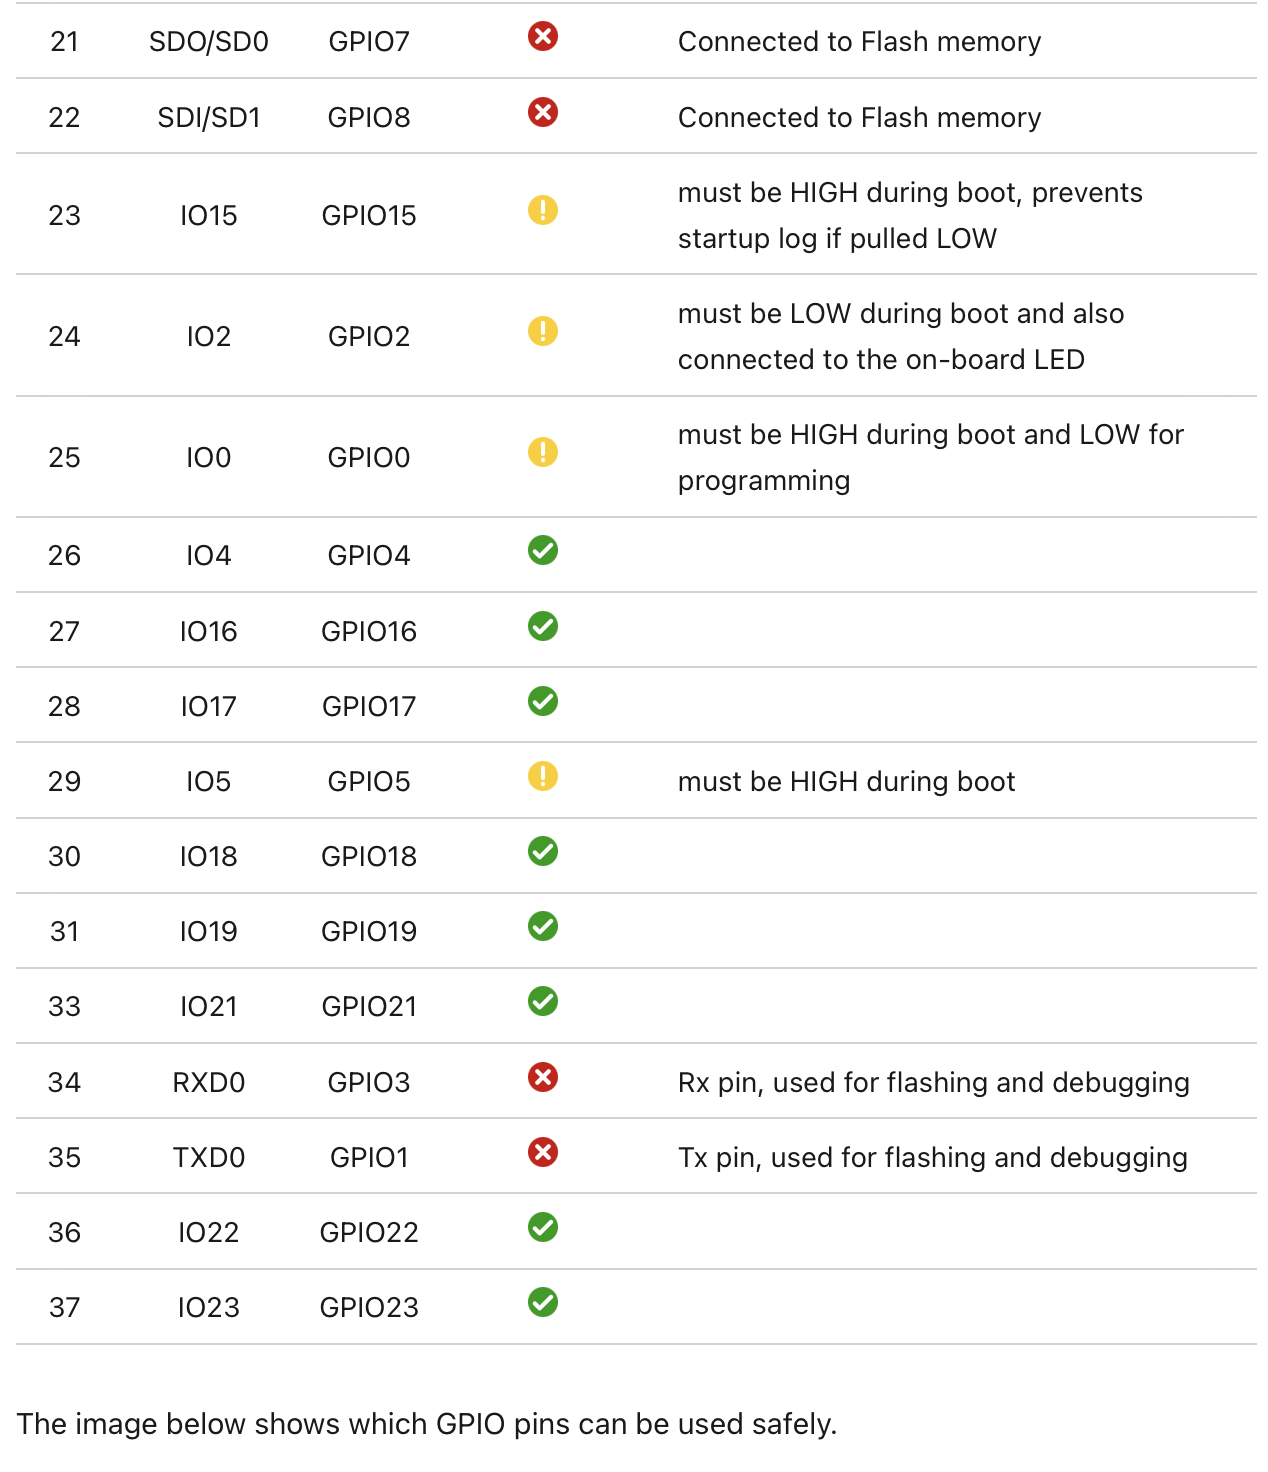 21 SDO/SD0 GPIO7 Connected to Flash memory
22 SDI/SD1 GPIO8 Connected to Flash memory
23 IO15 GPIO15 must be HIGH during boot, prevents
startup log if pulled LOW
24 IO2 GPIO2 must be LOW during boot and also
connected to the on-board LED
25 IO0 GPIO0 must be HIGH during boot and LOW for
programming
26 IO4 GPIO4
27 IO16 GPIO16
28 IO17 GPIO17
29 IO5 GPIO5 must be HIGH during boot
30 IO18 GPIO18
31 IO19 GPIO19
33 IO21 GPIO21
34 RXD0 GPIO3 Rx pin, used for flashing and debugging
35 TXD0 GPIO1 Tx pin, used for flashing and debugging
36 IO22 GPIO22
37 IO23 GPIO23
The image below shows which GPIO pins can be used safely.